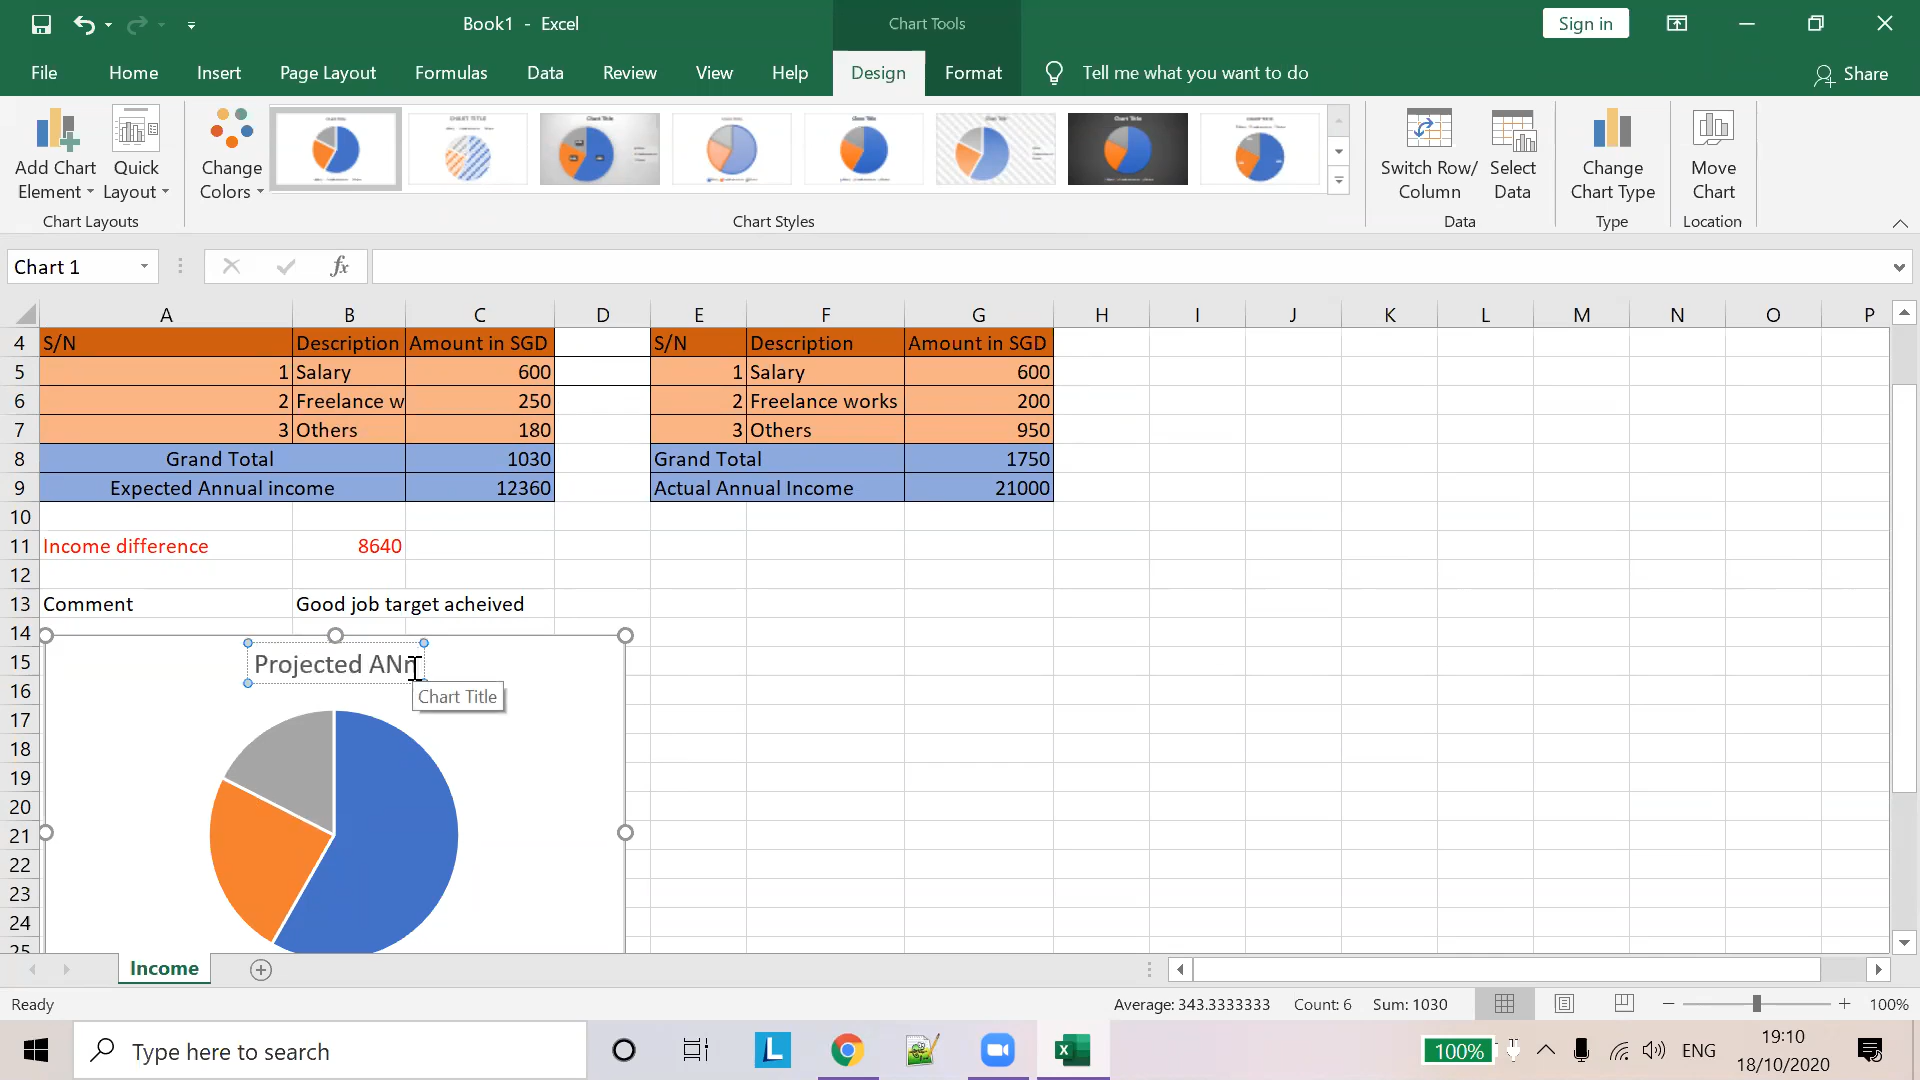 Book1 - Excel
Chart Tools
Sign in
File Home Insert Page Layout Formulas Data Review View Help Design Format Tell me what you want to do Share
Add Chart Element
Quick Layout
Change Colors
Switch Row/ Column
Select Data
Change Chart Type
Move Chart
Chart Layouts Chart Styles Data Type Location
Chart 1 fx
A B C D E F G H I J K L M N O P
4 S/N Description Amount in SGD S/N Description Amount in SGD
5 1 Salary 600 1 Salary 600
6 2 Freelance w 250 2 Freelance works 200
7 3 Others 180 3 Others 950
8 Grand Total 1030 Grand Total 1750
9 Expected Annual income 12360 Actual Annual Income 21000
10
11 Income difference 8640
12
13 Comment Good job target acheived
14
15 Projected ANn
16 Chart Title
17
18
19
20
21
22
23
24
25
Income
Ready Average: 343.3333333 Count: 6 Sum: 1030 100%
Type here to search L 100% ENG 19:10
18/10/2020